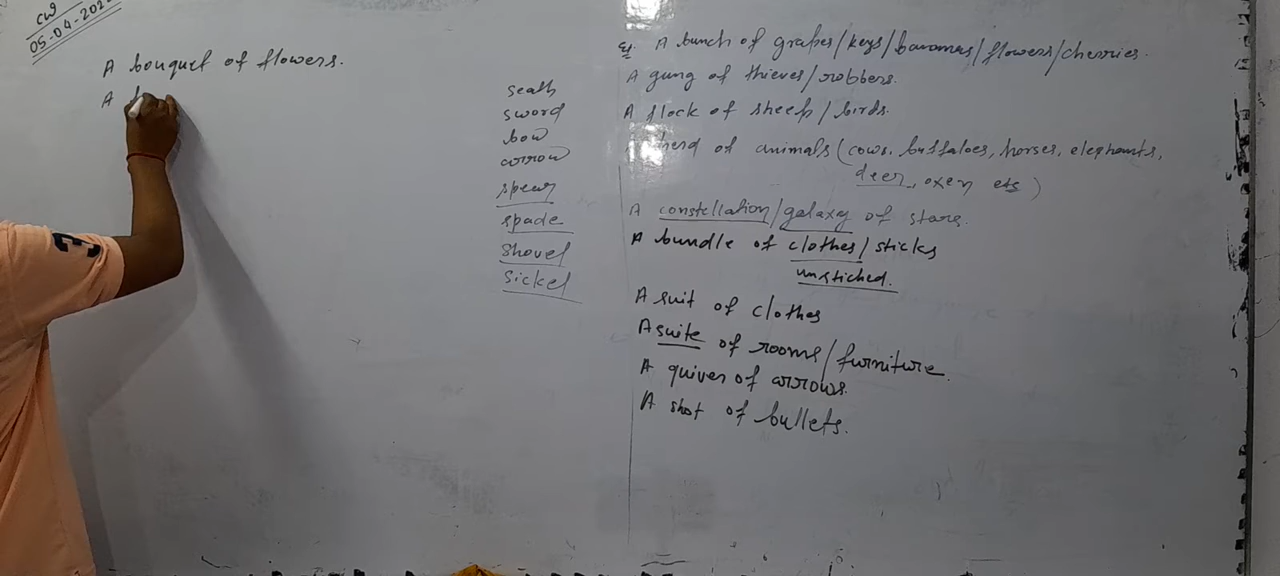 CW
05-04-202
A bouquet of flowers.
A
seath
sword
bow
arrow
spear
spade
shovel
sickel
A bunch of grapes/keys/bananas/flowers/cherries.
A gang of thieves/robbers.
A flock of sheep/birds.
herd of animals (cows, buffaloes, horses, elephants,
deer, oxen etc)
A constellation/galaxy of stars.
A bundle of clothes/sticks
unstiched.
A suit of clothes
A suite of rooms/furniture.
A quiver of arrows.
A shot of bullets.
3